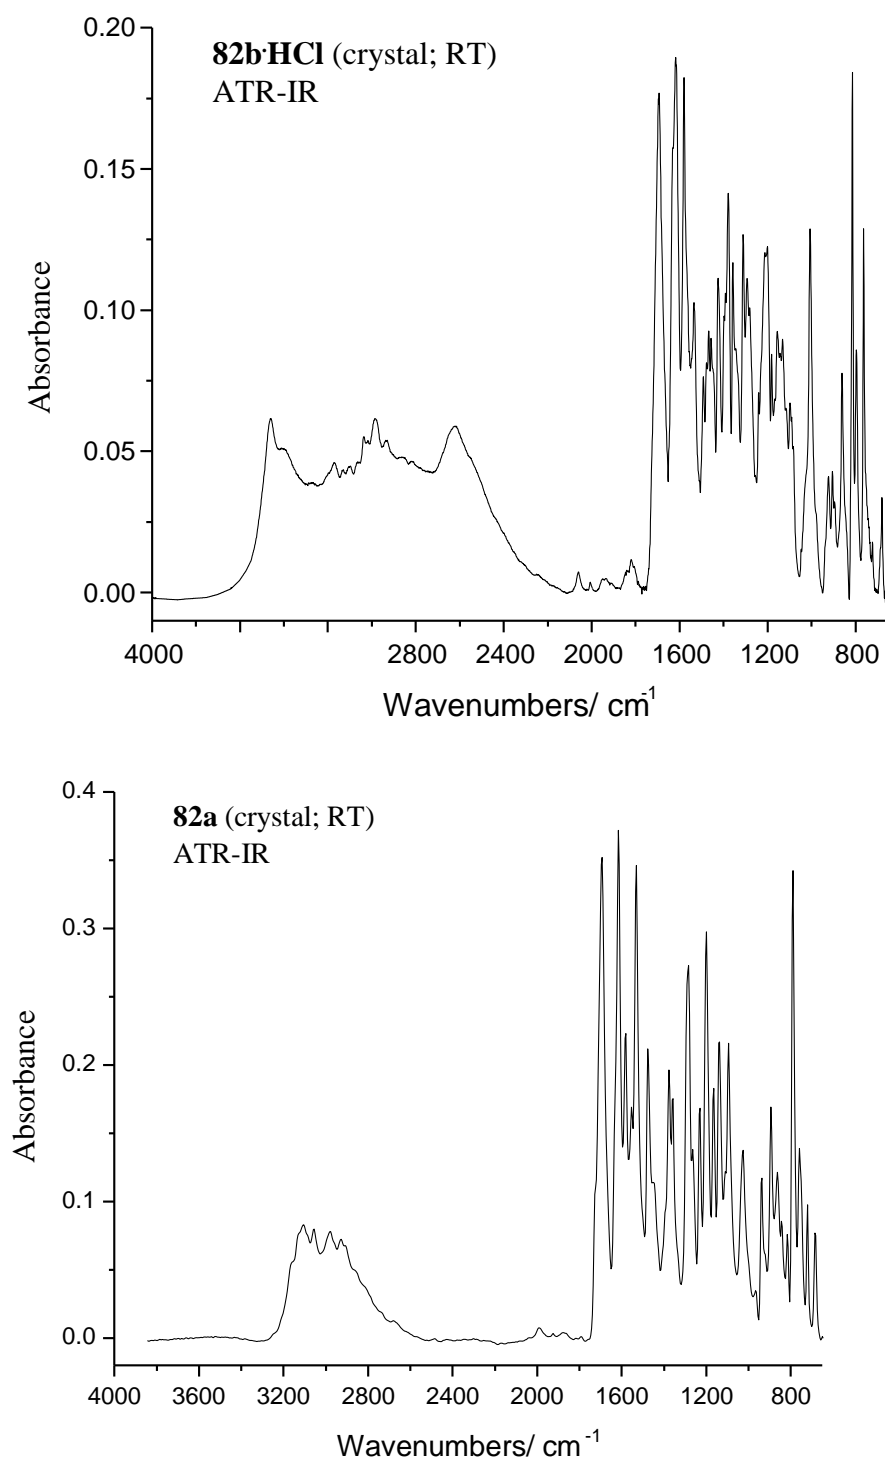 0.20
82b·HCl (crystal; RT)
ATR-IR
0.15
0.10
0.05
0.00
Absorbance
4000 2800 2400 2000 1600 1200 800
Wavenumbers/ cm-1
0.4
82a (crystal; RT)
ATR-IR
0.3
0.2
0.1
0.0
Absorbance
4000 3600 3200 2800 2400 2000 1600 1200 800
Wavenumbers/ cm-1